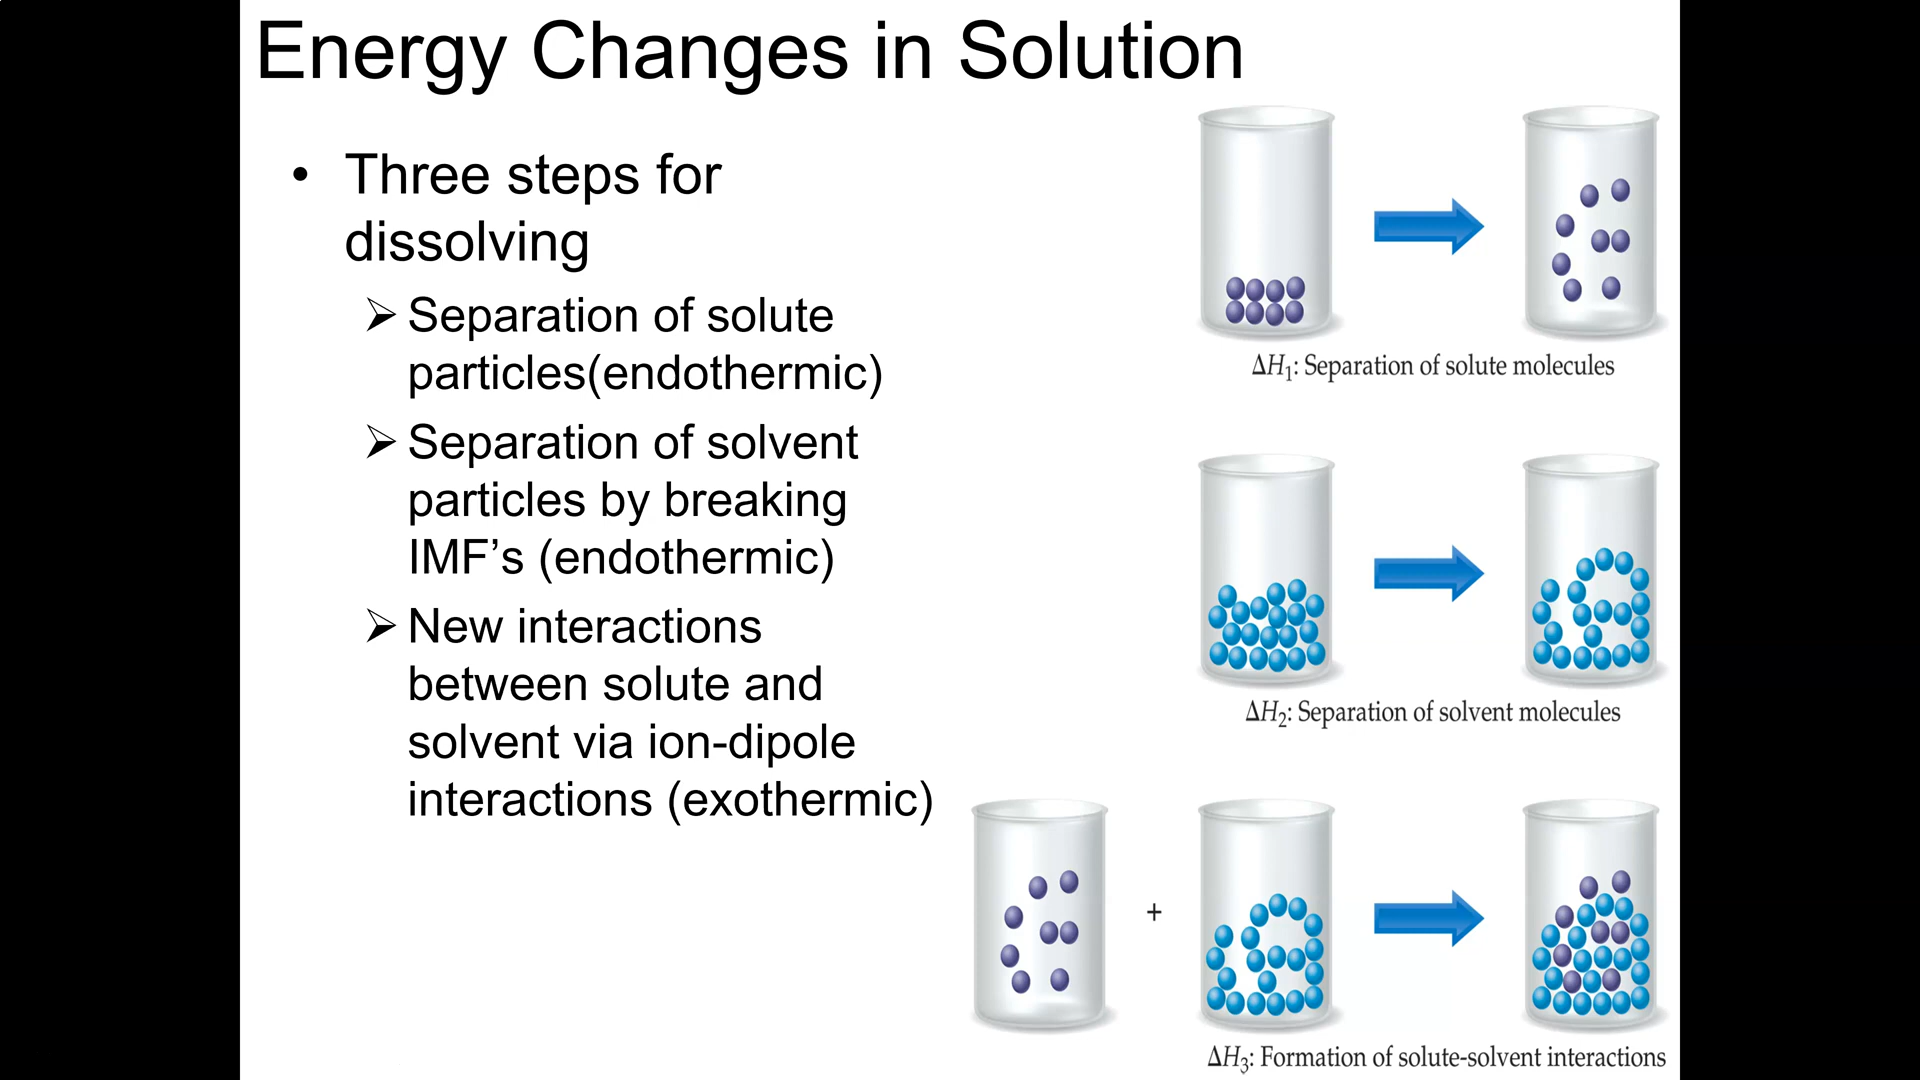 Energy Changes in Solution
• Three steps for
dissolving
➢ Separation of solute
particles(endothermic)
➢ Separation of solvent
particles by breaking
IMF’s (endothermic)
➢ New interactions
between solute and
solvent via ion-dipole
interactions (exothermic)
ΔH₁: Separation of solute molecules
ΔH₂: Separation of solvent molecules
+
ΔH₃: Formation of solute-solvent interactions